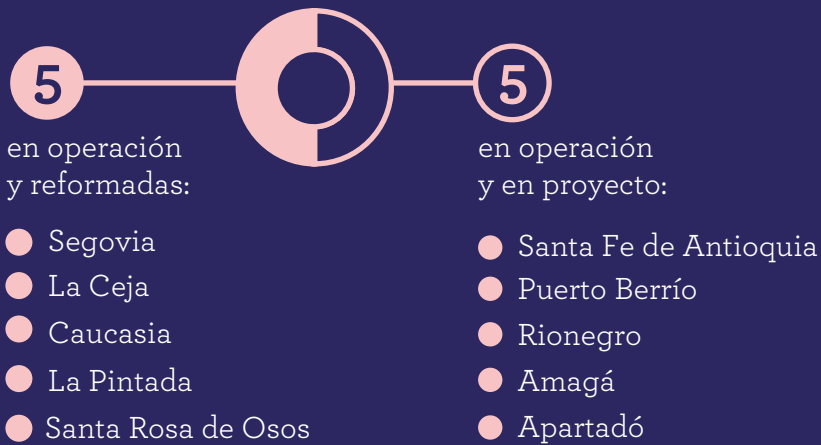 5
en operación
y reformadas:
Segovia
La Ceja
Caucasia
La Pintada
Santa Rosa de Osos
5
en operación
y en proyecto:
Santa Fe de Antioquia
Puerto Berrío
Rionegro
Amagá
Apartadó